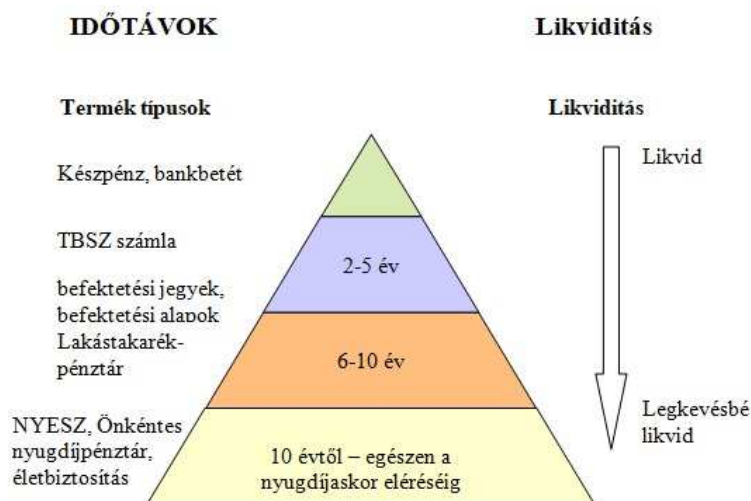 IDŐTÁVOK
Likviditás
Termék típusok
Likviditás
Készpénz, bankbetét
Likvid
TBSZ számla
2-5 év
befektetési jegyek,
befektetési alapok
Lakástakarék-
pénztár
6-10 év
NYESZ, Önkéntes
nyugdíjpénztár,
életbiztosítás
10 évtől – egészen a
nyugdíjaskor eléréséig
Legkevésbé
likvid